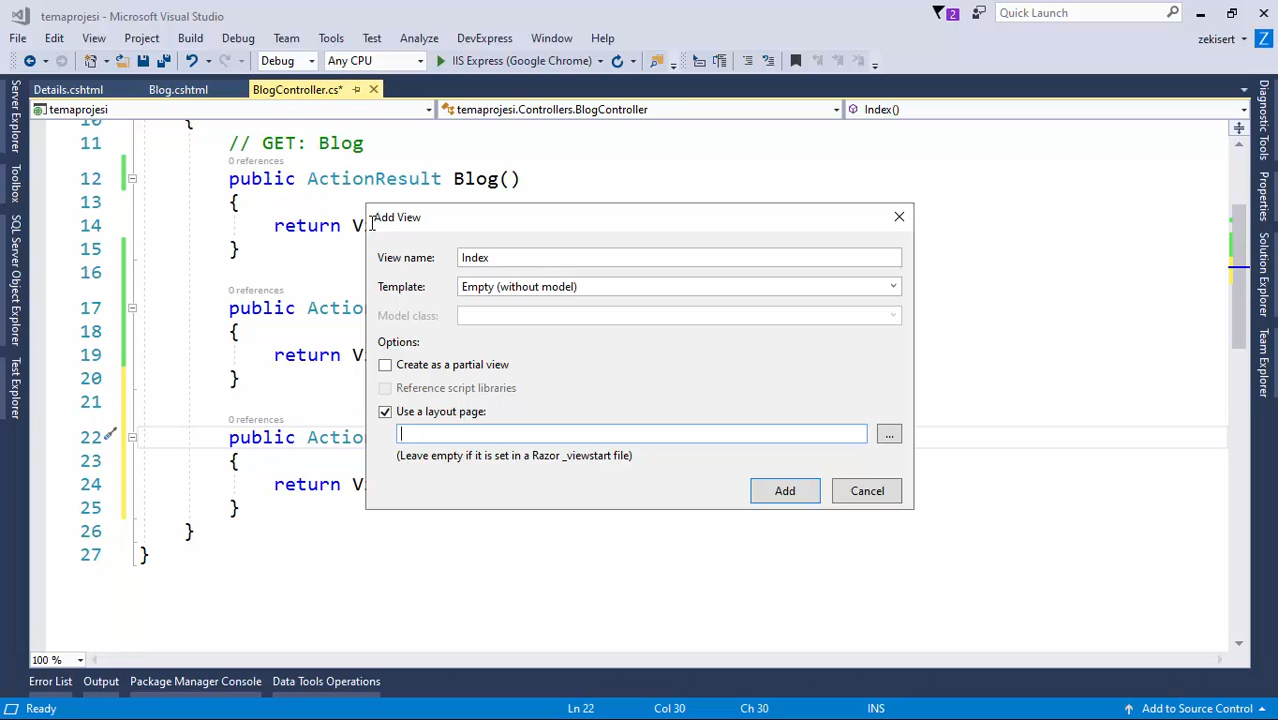 temaprojesi - Microsoft Visual Studio
2
Quick Launch
File Edit View Project Build Debug Team Tools Test Analyze DevExpress Window Help
zekisert Z
Debug Any CPU IIS Express (Google Chrome)
Details.cshtml Blog.cshtml BlogController.cs*
temaprojesi temaprojesi.Controllers.BlogController Index()
Server Explorer
Toolbox
SQL Server Object Explorer
Test Explorer
10 {
11 // GET: Blog
0 references
12 public ActionResult Blog()
13 {
14 return Vi
15 }
16
0 references
17 public Action
18 {
19 return Vi
20 }
21
0 references
22 public Action
23 {
24 return Vi
25 }
26 }
27 }
Add View
View name: Index
Template: Empty (without model)
Model class:
Options:
Create as a partial view
Reference script libraries
Use a layout page:
...
(Leave empty if it is set in a Razor _viewstart file)
Add Cancel
Diagnostic Tools
Properties
Solution Explorer
Team Explorer
100 %
Error List Output Package Manager Console Data Tools Operations
Ready Ln 22 Col 30 Ch 30 INS Add to Source Control